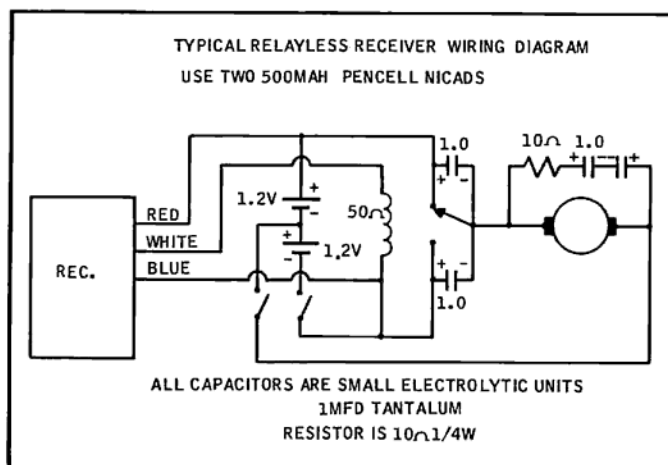 TYPICAL RELAYLESS RECEIVER WIRING DIAGRAM
USE TWO 500MAH PENCELL NICADS
1.0
10Ω 1.0
+ -
+ - - +
1.2V
+
-
50Ω
RED
WHITE
+
-
1.2V
REC.
BLUE
+ -
1.0
ALL CAPACITORS ARE SMALL ELECTROLYTIC UNITS
1MFD TANTALUM
RESISTOR IS 10Ω 1/4W